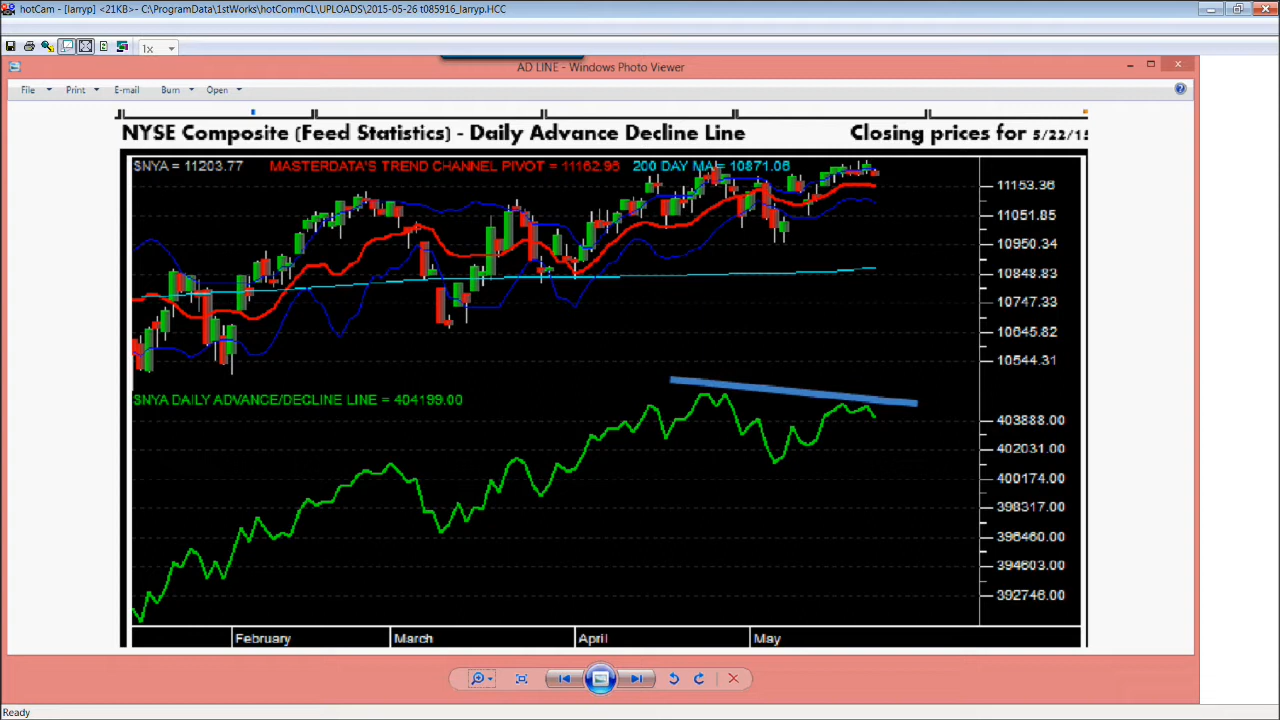 hotCam - [larryp] <21KB>- C:\ProgramData\1stWorks\hotCommCL\UPLOADS\2015-05-26 t085916_larryp.HCC
1x
AD LINE - Windows Photo Viewer
File Print E-mail Burn Open
NYSE Composite (Feed Statistics) - Daily Advance Decline Line Closing prices for 5/22/15
$NYA = 11203.77 MASTERDATA'S TREND CHANNEL PIVOT = 11162.95 200 DAY MA = 10871.06
11153.36
11051.85
10950.34
10848.83
10747.33
10645.82
10544.31
$NYA DAILY ADVANCE/DECLINE LINE = 404199.00
403888.00
402031.00
400174.00
398317.00
396460.00
394603.00
392746.00
February March April May
Ready